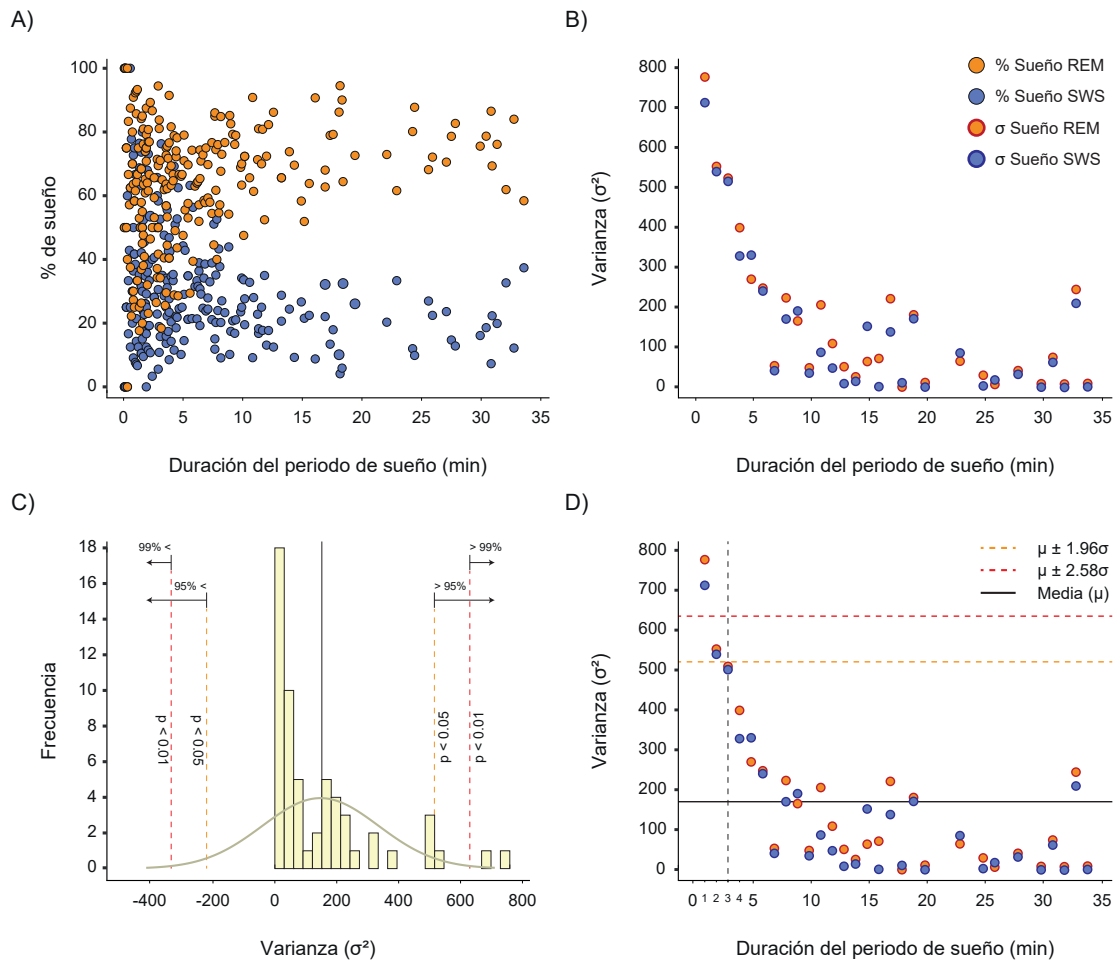 A)
100
80
60
40
20
0
% de sueño
0 5 10 15 20 25 30 35
Duración del periodo de sueño (min)
B)
800
700
600
500
400
300
200
100
0
Varianza (σ²)
% Sueño REM
% Sueño SWS
σ Sueño REM
σ Sueño SWS
0 5 10 15 20 25 30 35
Duración del periodo de sueño (min)
C)
18
16
14
12
10
8
6
4
2
0
Frecuencia
99% <
95% <
> 99%
> 95%
p < 0.01
p < 0.05
p < 0.05
p < 0.01
-400 -200 0 200 400 600 800
Varianza (σ²)
D)
800
700
600
500
400
300
200
100
0
Varianza (σ²)
μ ± 1.96σ
μ ± 2.58σ
Media (μ)
0 1 2 3 4 5 10 15 20 25 30 35
Duración del periodo de sueño (min)